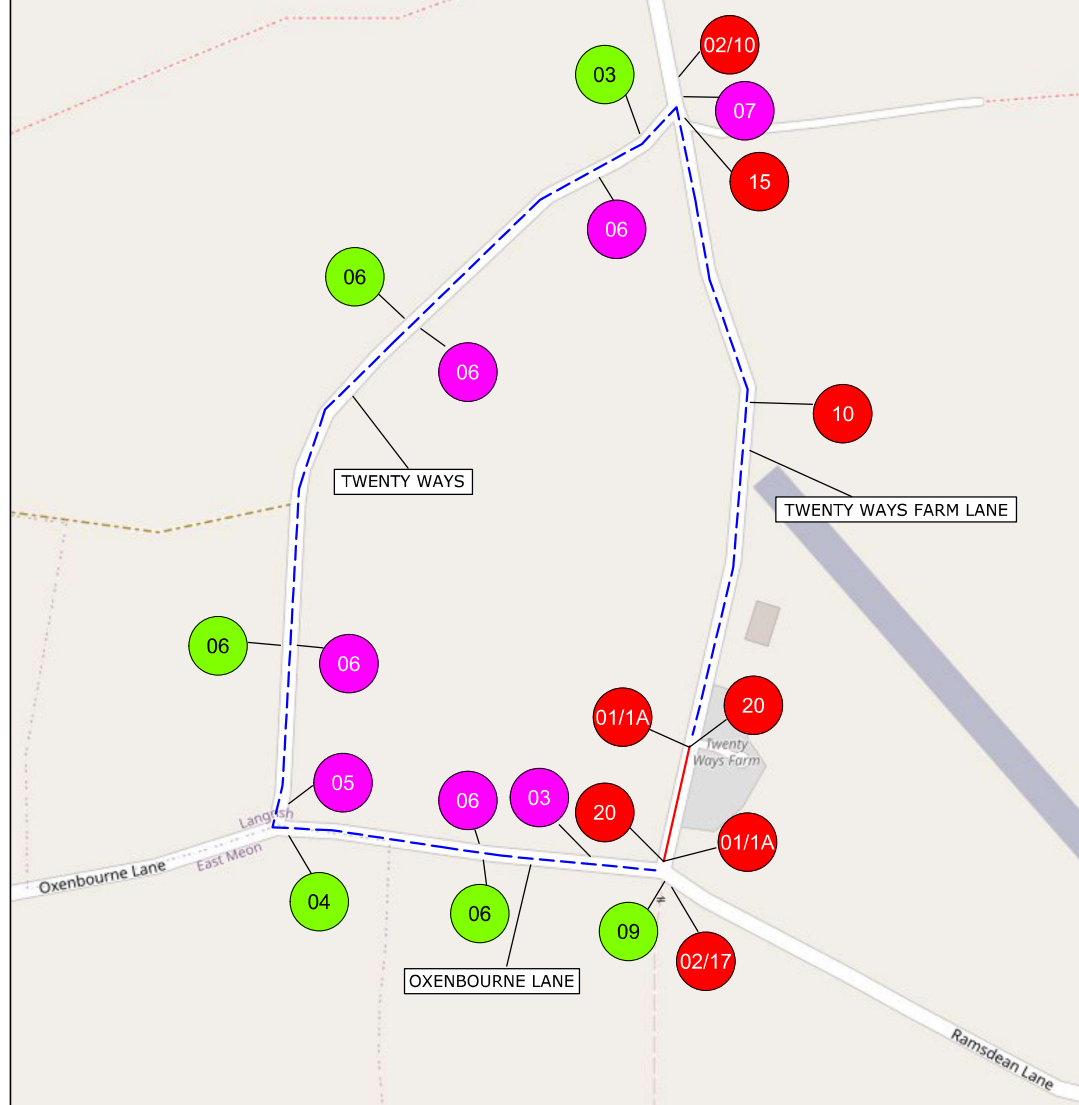 02/10
03
07
15
06
06
06
10
TWENTY WAYS
TWENTY WAYS FARM LANE
06
06
01/1A
20
Twenty
Ways Farm
05
06
03
20
01/1A
Langrish
East Meon
Oxenbourne Lane
04
06
09
02/17
OXENBOURNE LANE
Ramsdean Lane